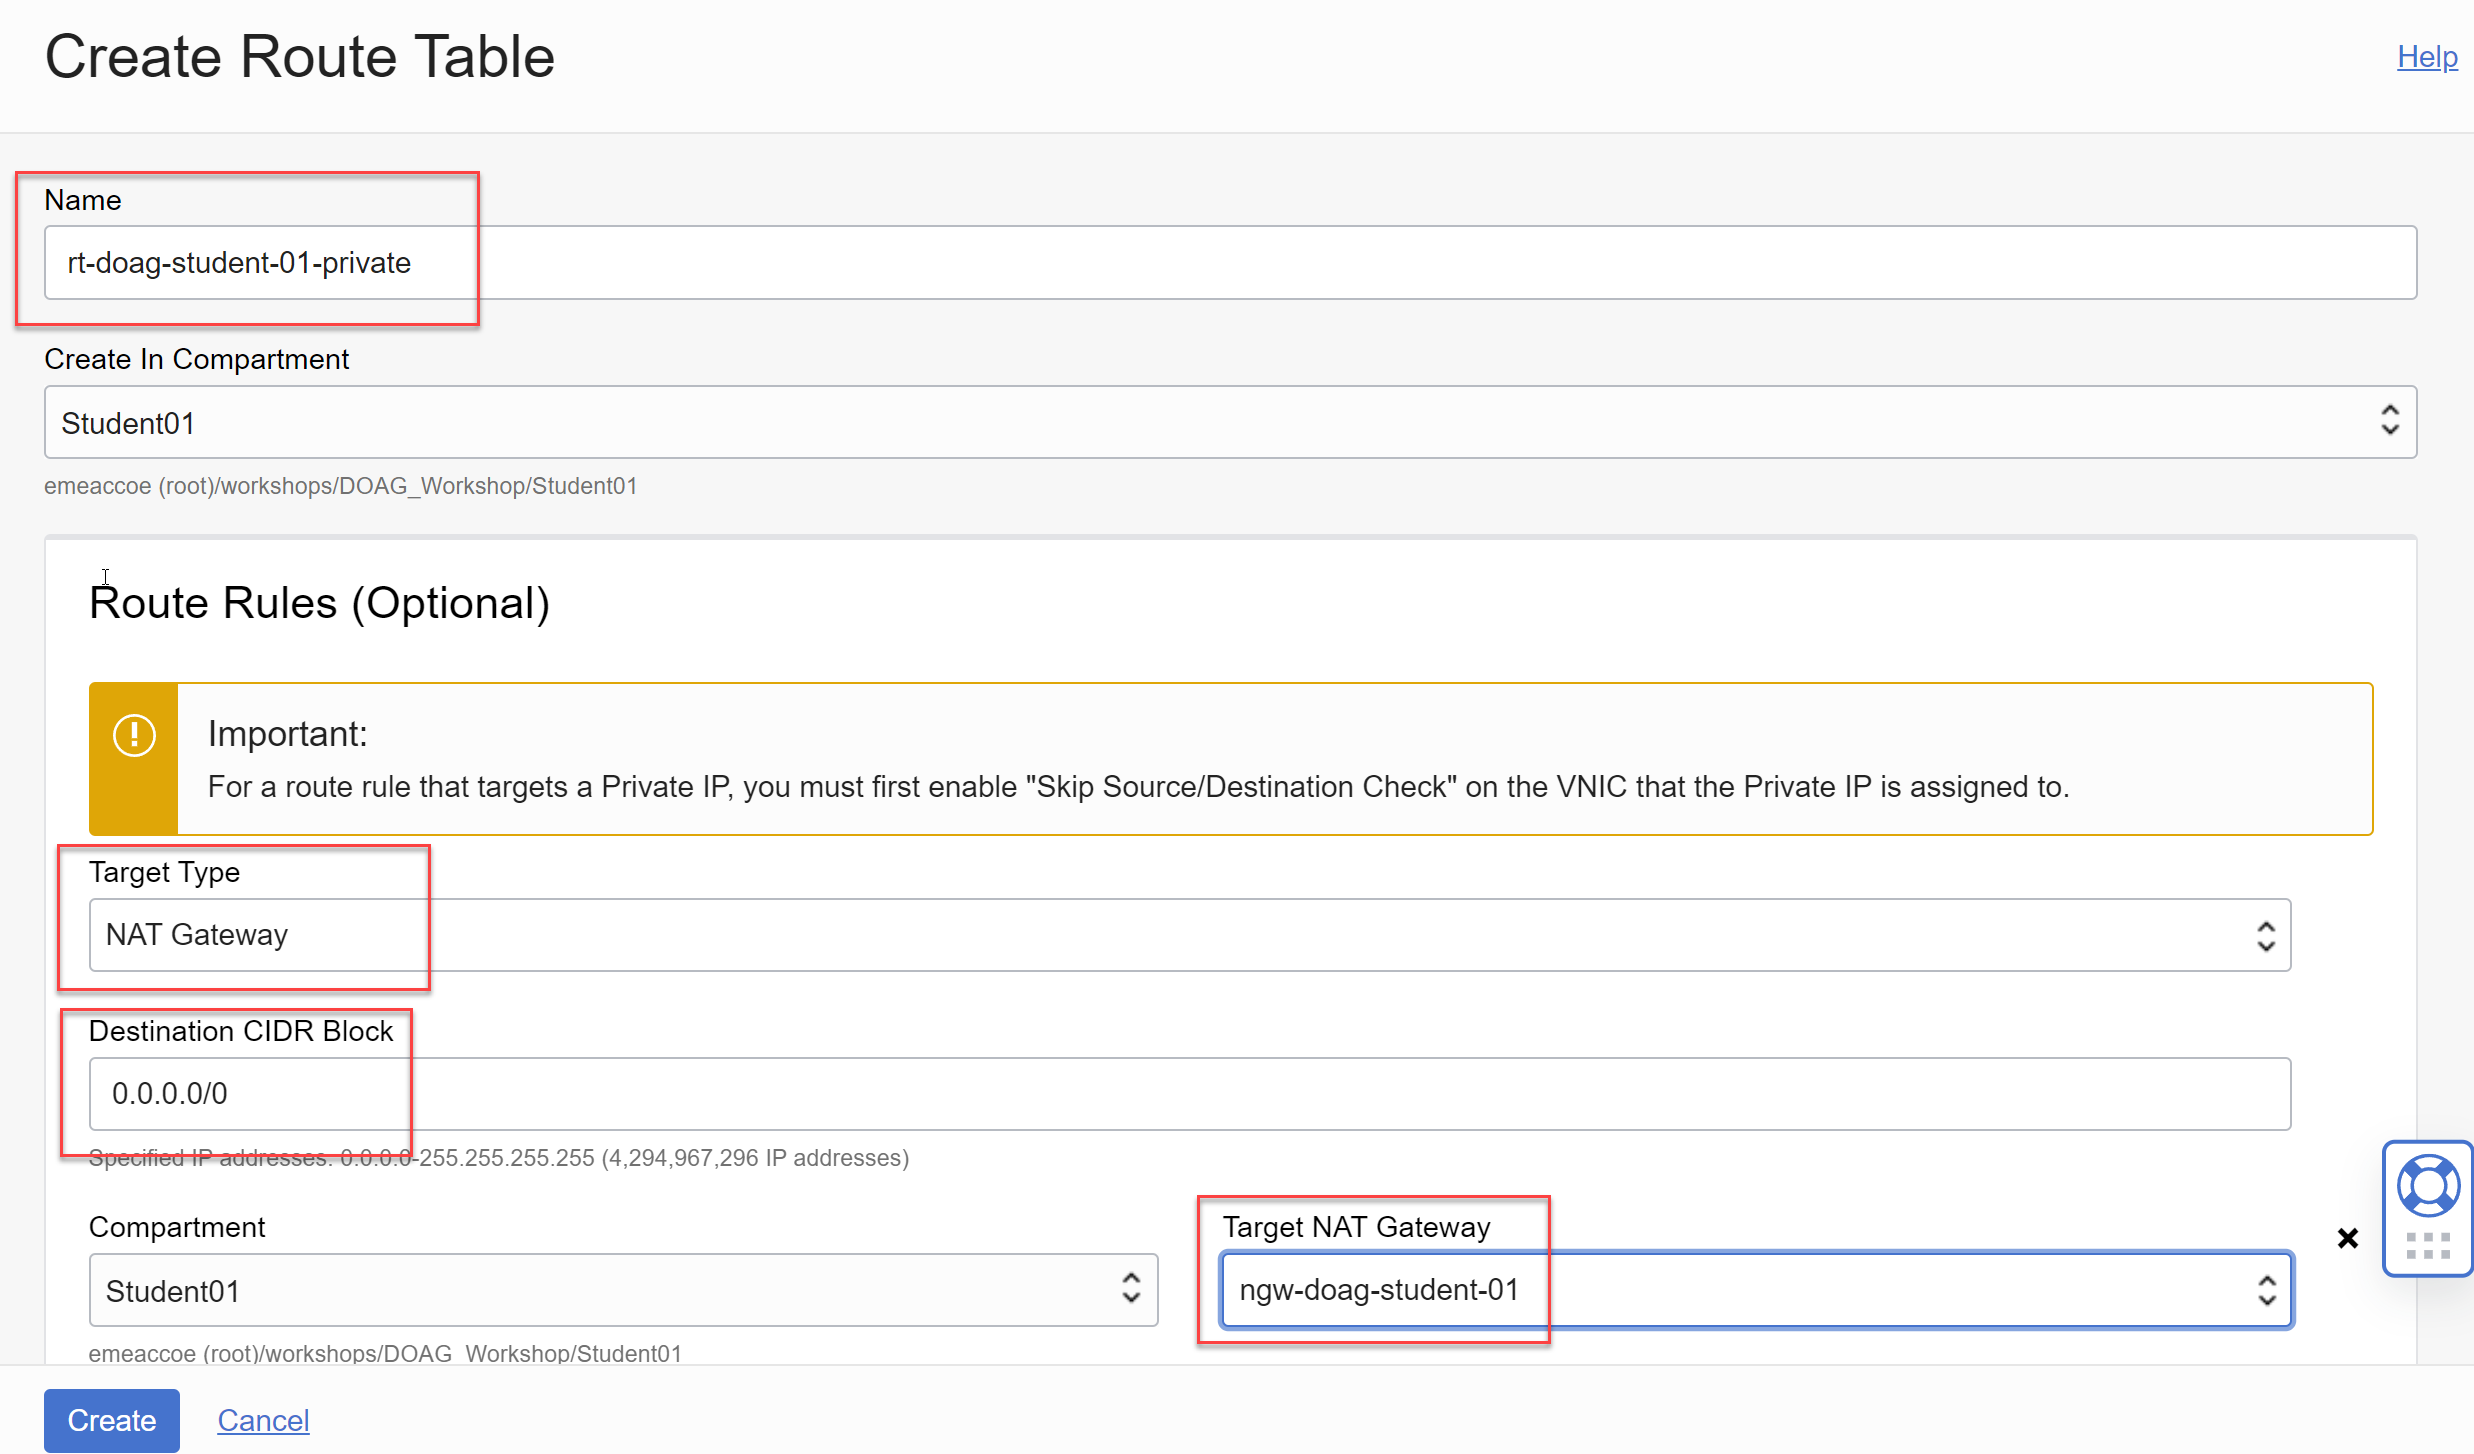 Create Route Table
Help
Name
rt-doag-student-01-private
Create In Compartment
Student01
emeaccoe (root)/workshops/DOAG_Workshop/Student01
Route Rules (Optional)
Important:
For a route rule that targets a Private IP, you must first enable "Skip Source/Destination Check" on the VNIC that the Private IP is assigned to.
Target Type
NAT Gateway
Destination CIDR Block
0.0.0.0/0
Specified IP addresses: 0.0.0.0-255.255.255.255 (4,294,967,296 IP addresses)
Compartment
Target NAT Gateway
Student01
ngw-doag-student-01
emeaccoe (root)/workshops/DOAG_Workshop/Student01
Create
Cancel